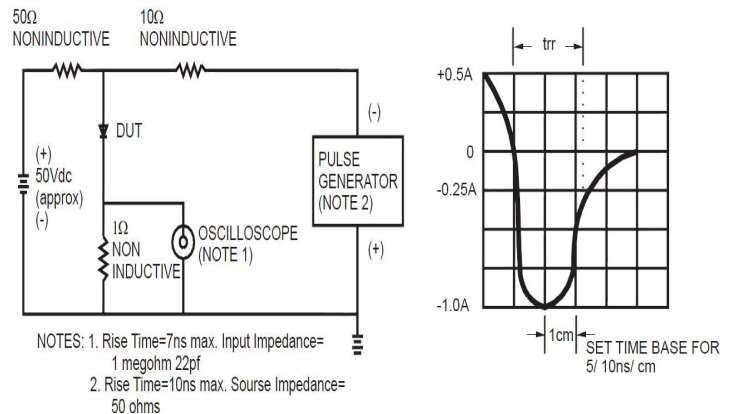 50Ω
NONINDUCTIVE
10Ω
NONINDUCTIVE
DUT
(+)
50Vdc
(approx)
(-)
1Ω
NON
INDUCTIVE
OSCILLOSCOPE
(NOTE 1)
(-)
PULSE
GENERATOR
(NOTE 2)
(+)
NOTES: 1. Rise Time=7ns max. Input Impedance=
1 megohm 22pf
2. Rise Time=10ns max. Sourse Impedance=
50 ohms
trr
+0.5A
0
-0.25A
-1.0A
1cm
SET TIME BASE FOR
5/ 10ns/ cm